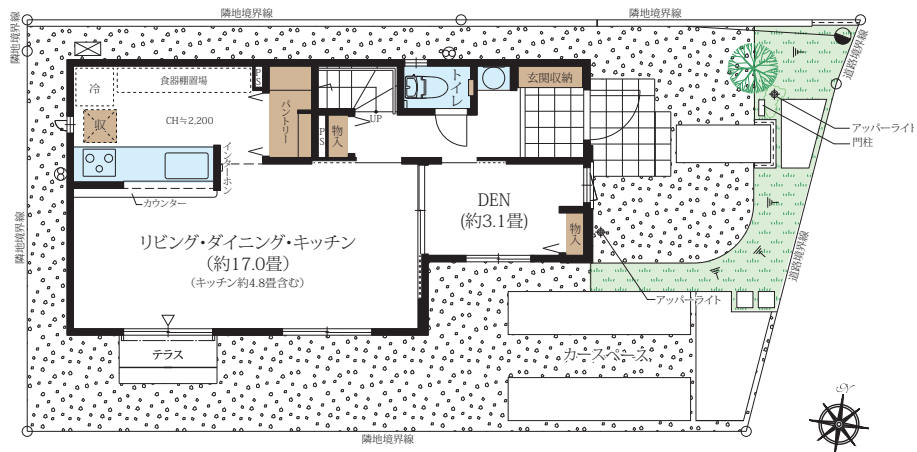 隣地境界線
隣地境界線
隣地境界線
道路境界線
冷
食器棚置場
PS
トイレ
玄関収納
収
CH≒2,200
パントリー
UP
PS
物入
アッパーライト
門柱
インターホン
カウンター
DEN
(約3.1畳)
物入
リビング・ダイニング・キッチン
(約17.0畳)
(キッチン約4.8畳含む)
隣地境界線
道路境界線
アッパーライト
テラス
カースペース
隣地境界線
N